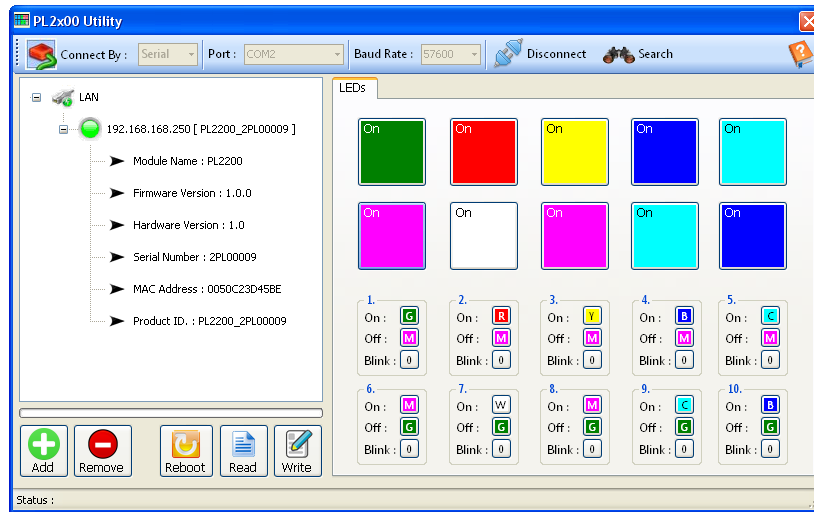 PL2x00 Utility
Connect By : Serial Port : COM2 Baud Rate : 57600 Disconnect Search
LAN
192.168.168.250 [ PL2200_2PL00009 ]
Module Name : PL2200
Firmware Version : 1.0.0
Hardware Version : 1.0
Serial Number : 2PL00009
MAC Address : 0050C23D45BE
Product ID. : PL2200_2PL00009
Add Remove Reboot Read Write
LEDs
On On On On On
On On On On On
1. 2. 3. 4. 5.
On : G On : R On : Y On : B On : C
Off : M Off : M Off : M Off : M Off : M
Blink : 0 Blink : 0 Blink : 0 Blink : 0 Blink : 0
6. 7. 8. 9. 10.
On : M On : W On : M On : C On : B
Off : G Off : G Off : G Off : G Off : G
Blink : 0 Blink : 0 Blink : 0 Blink : 0 Blink : 0
Status :